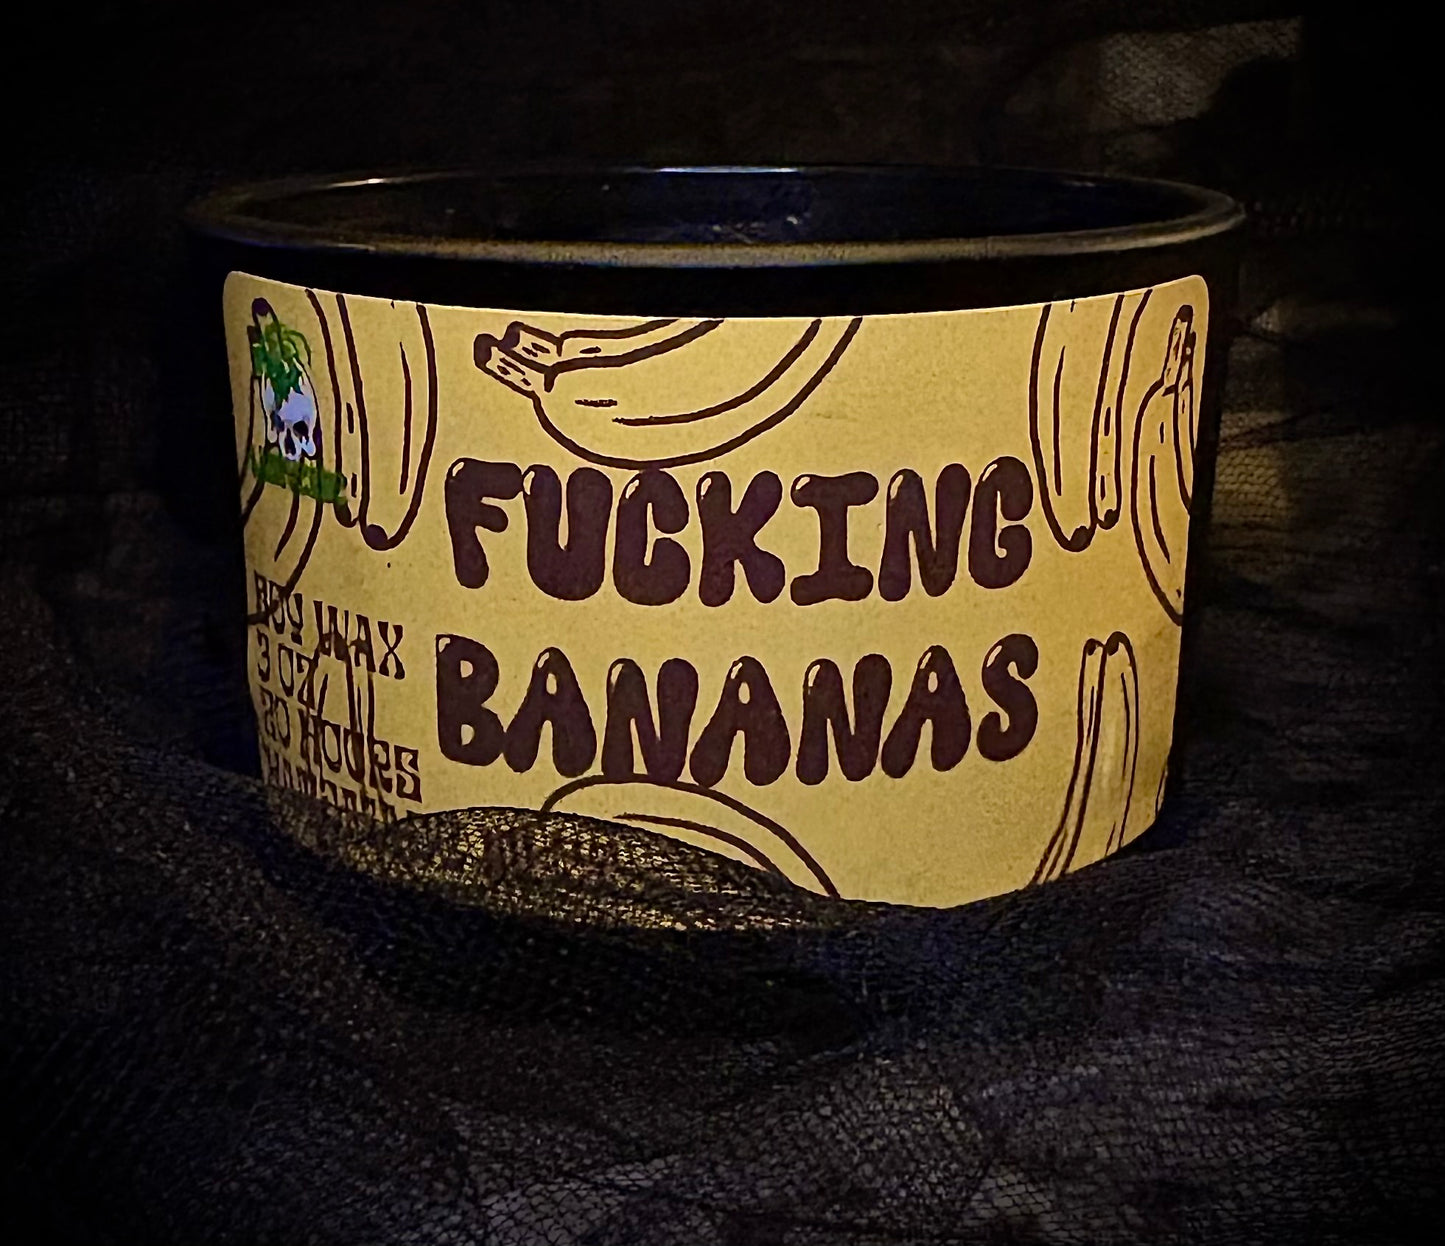 FUCKING
BANANAS
SOY WAX
3 OZ/
20 HOURS